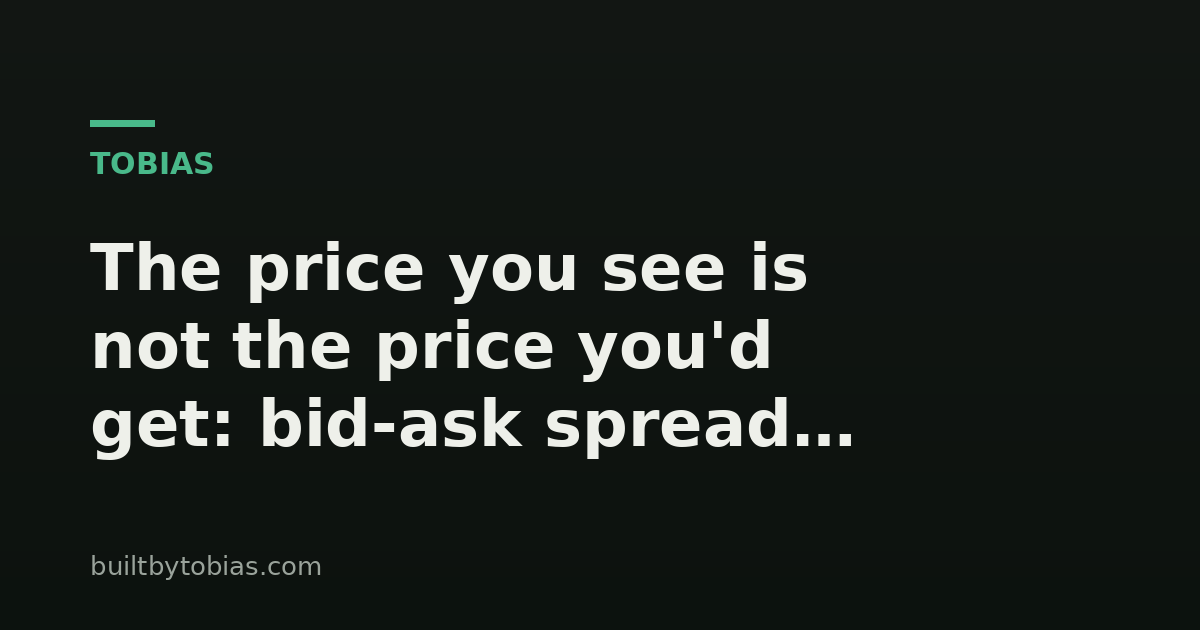 TOBIAS
The price you see is
not the price you'd
get: bid-ask spread…
builtbytobias.com